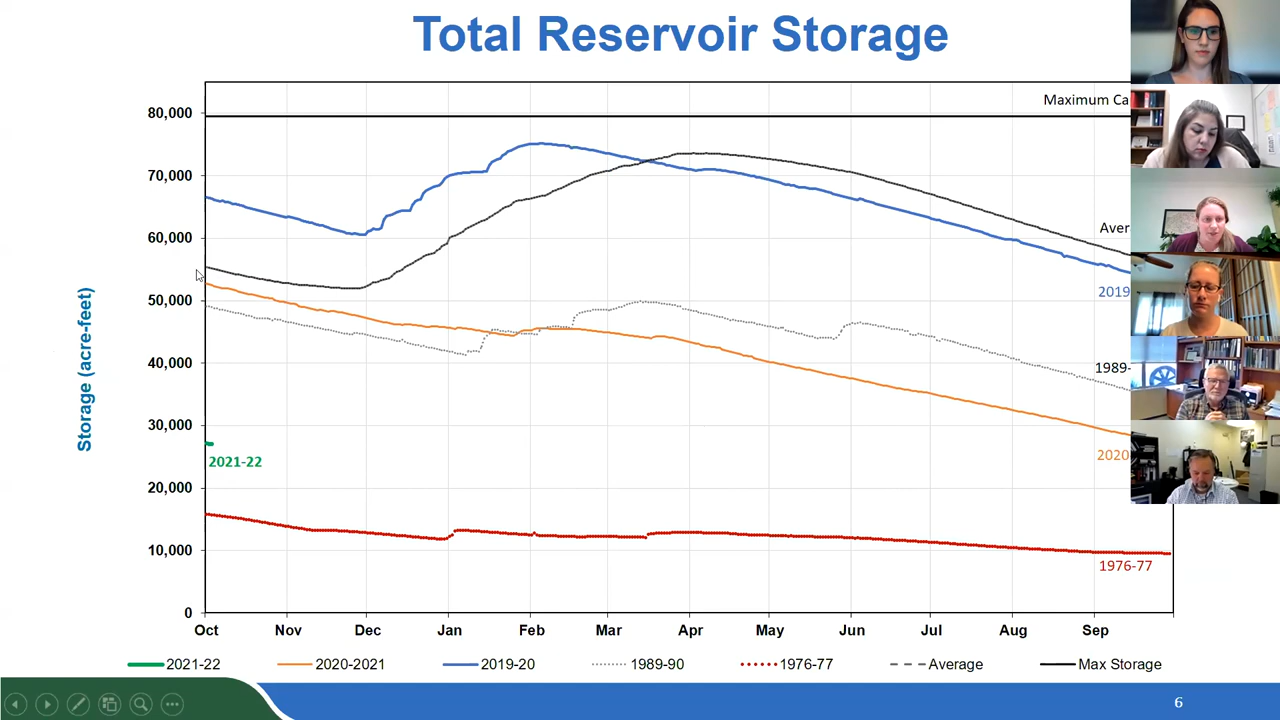 Total Reservoir Storage
Maximum Ca
80,000
70,000
60,000
50,000
40,000
30,000
20,000
10,000
0
Storage (acre-feet)
Aver
2019
1989-
2020
2021-22
1976-77
Oct Nov Dec Jan Feb Mar Apr May Jun Jul Aug Sep
2021-22 2020-2021 2019-20 1989-90 1976-77 Average Max Storage
6